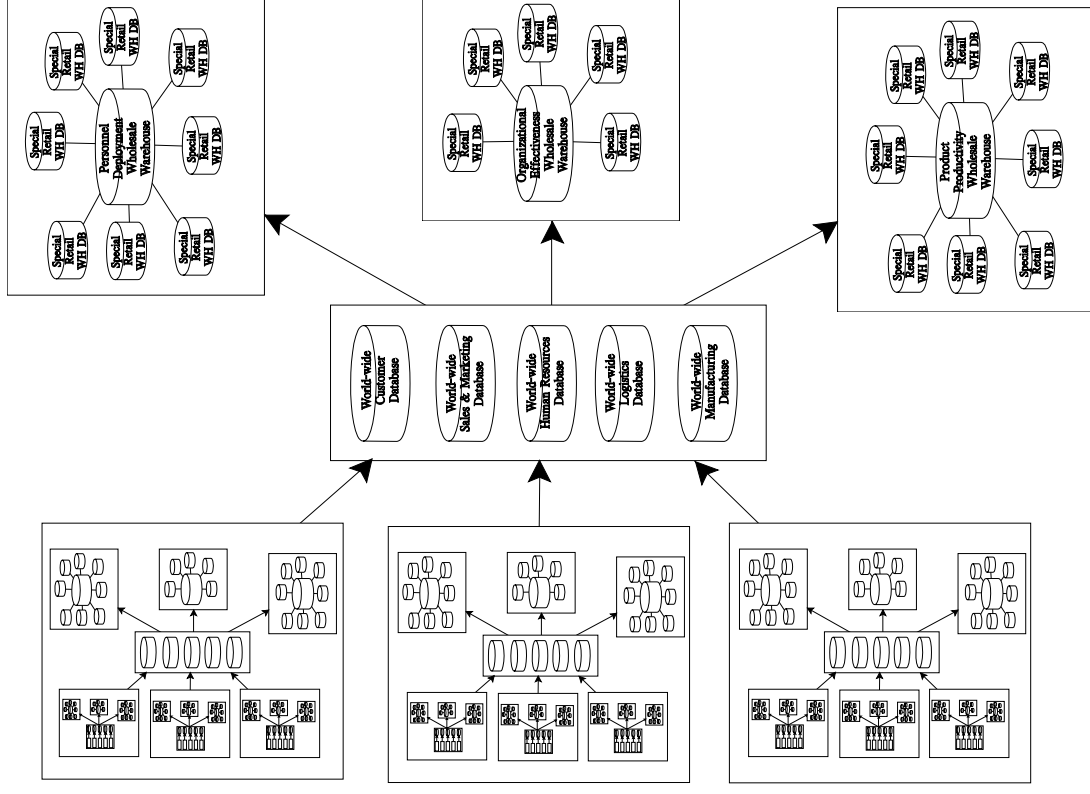 Special
Retail
WH DB
Special
Retail
WH DB
Special
Retail
WH DB
Special
Retail
WH DB
Personnel
Deployment
Wholesale
Warehouse
Special
Retail
WH DB
Special
Retail
WH DB
Special
Retail
WH DB
Special
Retail
WH DB
Special
Retail
WH DB
Special
Retail
WH DB
Special
Retail
WH DB
Special
Retail
WH DB
Organizational
Effectiveness
Wholesale
Warehouse
Special
Retail
WH DB
Special
Retail
WH DB
Special
Retail
WH DB
Special
Retail
WH DB
Special
Retail
WH DB
Product
Productivity
Wholesale
Warehouse
Special
Retail
WH DB
Special
Retail
WH DB
Special
Retail
WH DB
Special
Retail
WH DB
World-wide
Customer
Database
World-wide
Sales & Marketing
Database
World-wide
Human Resources
Database
World-wide
Logistics
Database
World-wide
Manufacturing
Database